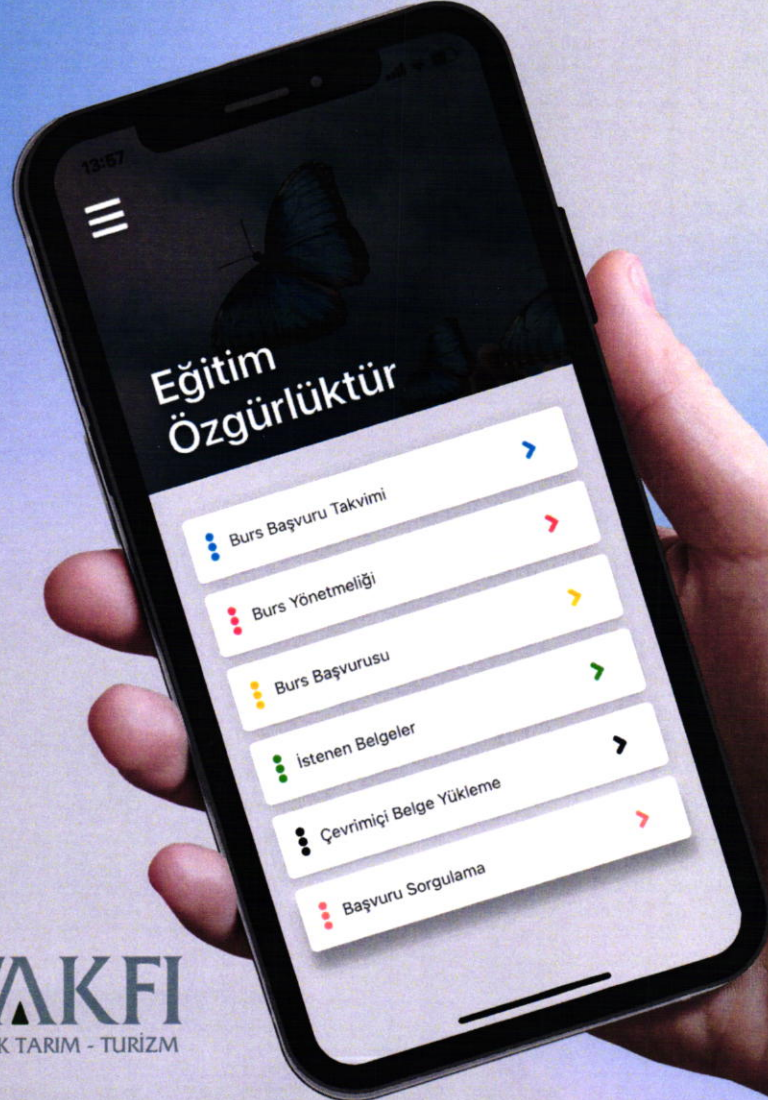 13:57
Eğitim
Özgürlüktür
Burs Başvuru Takvimi
Burs Yönetmeliği
Burs Başvurusu
İstenen Belgeler
Çevrimiçi Belge Yükleme
Başvuru Sorgulama
AKFI
K TARIM - TURİZM